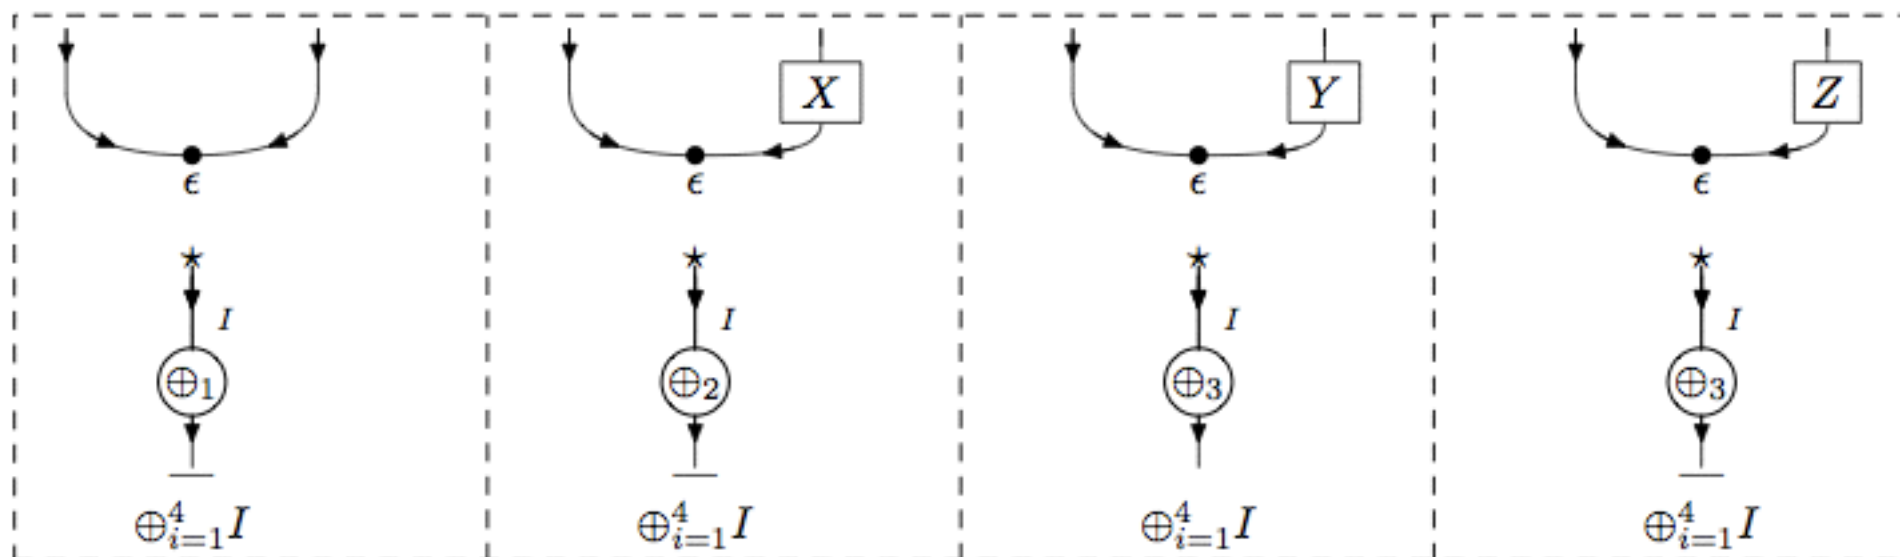 X Y Z
ϵ ϵ ϵ ϵ
⋆ ⋆ ⋆ ⋆
I I I I
⊕₁ ⊕₂ ⊕₃ ⊕₃
⊕⁴ᵢ₌₁I ⊕⁴ᵢ₌₁I ⊕⁴ᵢ₌₁I ⊕⁴ᵢ₌₁I